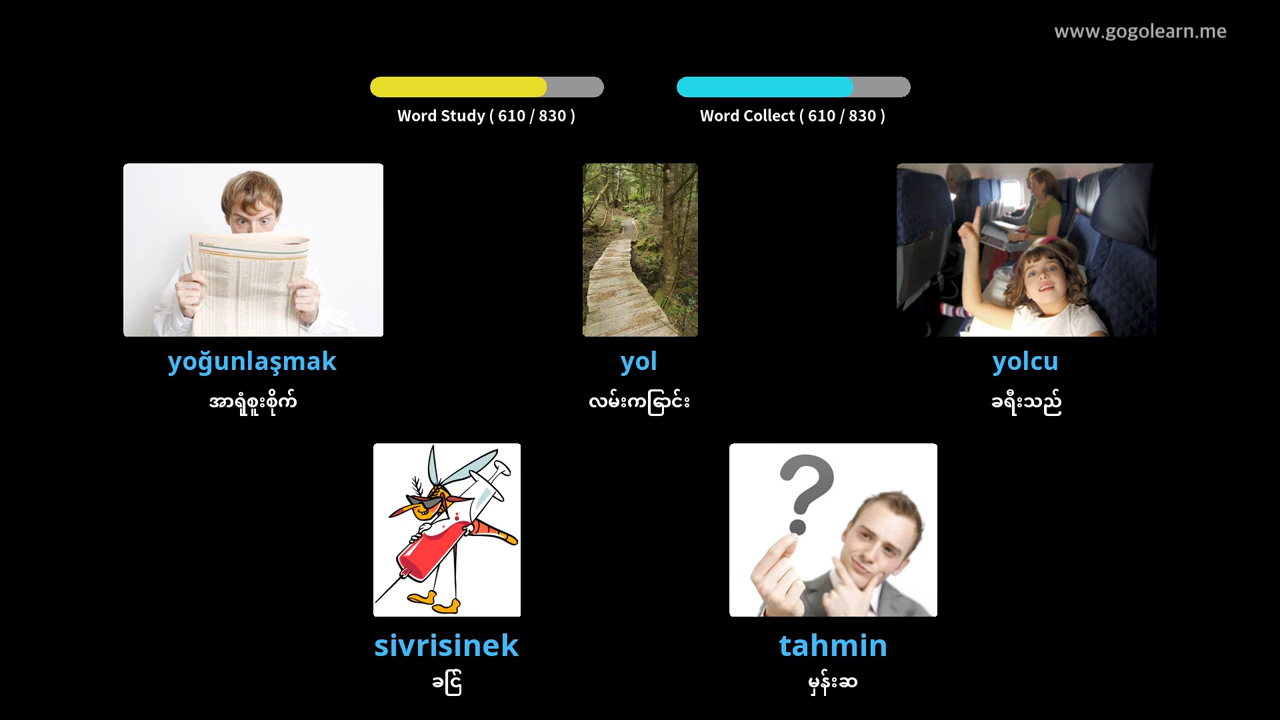 www.gogolearn.me
Word Study ( 610 / 830 )
Word Collect ( 610 / 830 )
yoğunlaşmak
yol
yolcu
အာရုံစူးစိုက်
လမ်းကြောင်း
ခရီးသည်
sivrisinek
tahmin
ခြင်
မှန်းဆ